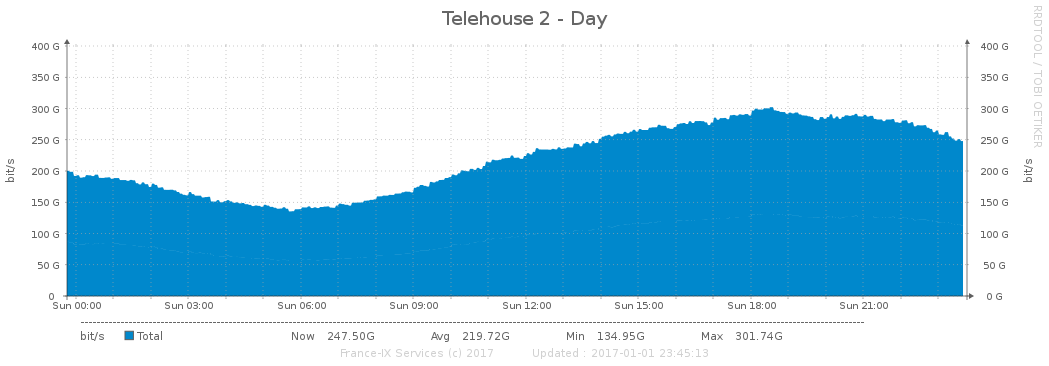 Telehouse 2 - Day
RRDTOOL / TOBI OETIKER
bit/s
400 G 400 G
350 G 350 G
300 G 300 G
250 G 250 G
200 G 200 G
150 G 150 G
100 G 100 G
50 G 50 G
0 0 G
bit/s
Sun 00:00 Sun 03:00 Sun 06:00 Sun 09:00 Sun 12:00 Sun 15:00 Sun 18:00 Sun 21:00
bit/s Total Now 247.50G Avg 219.72G Min 134.95G Max 301.74G
France-IX Services (c) 2017 Updated : 2017-01-01 23:45:13